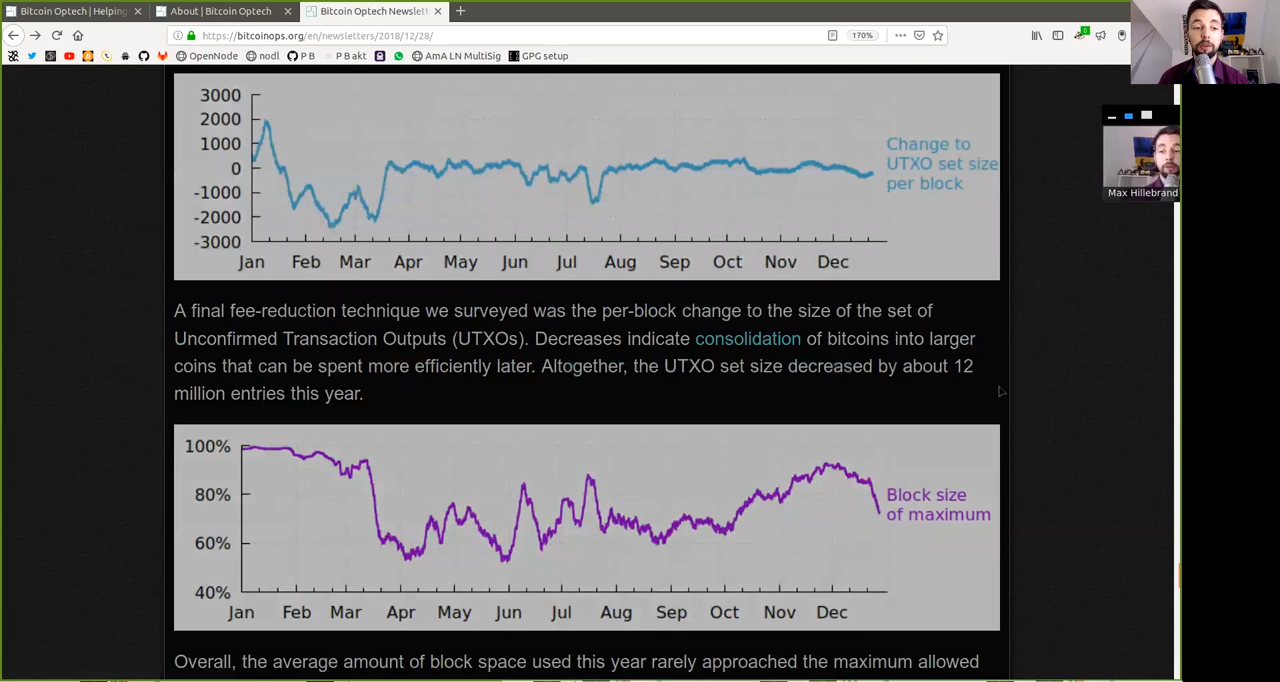 Bitcoin Optech | Helping
About | Bitcoin Optech
Bitcoin Optech Newslett
https://bitcoinops.org/en/newsletters/2018/12/28/
170%
OpenNode
nodl
P B
P B akt
AmA LN MultiSig
GPG setup
3000
2000
1000
0
-1000
-2000
-3000
Jan Feb Mar Apr May Jun Jul Aug Sep Oct Nov Dec
Change to
UTXO set size
per block
Max Hillebrand
A final fee-reduction technique we surveyed was the per-block change to the size of the set of
Unconfirmed Transaction Outputs (UTXOs). Decreases indicate consolidation of bitcoins into larger
coins that can be spent more efficiently later. Altogether, the UTXO set size decreased by about 12
million entries this year.
100%
80%
60%
40%
Jan Feb Mar Apr May Jun Jul Aug Sep Oct Nov Dec
Block size
of maximum
Overall, the average amount of block space used this year rarely approached the maximum allowed